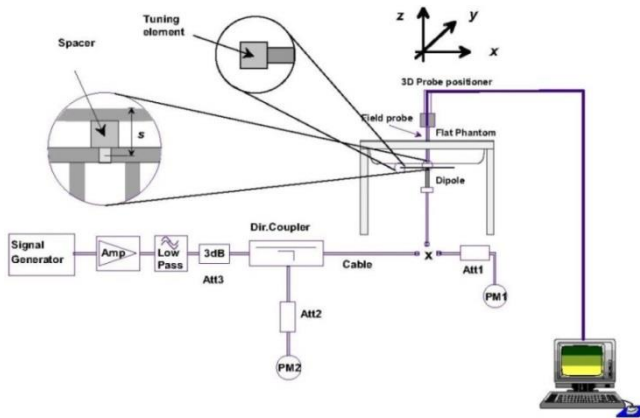 Tuning
element
Spacer
z
y
x
s
3D Probe positioner
Field probe
Flat Phantom
Dipole
Dir.Coupler
Signal
Generator
Amp
Low
Pass
3dB
Att3
Cable
x
Att1
PM1
Att2
PM2